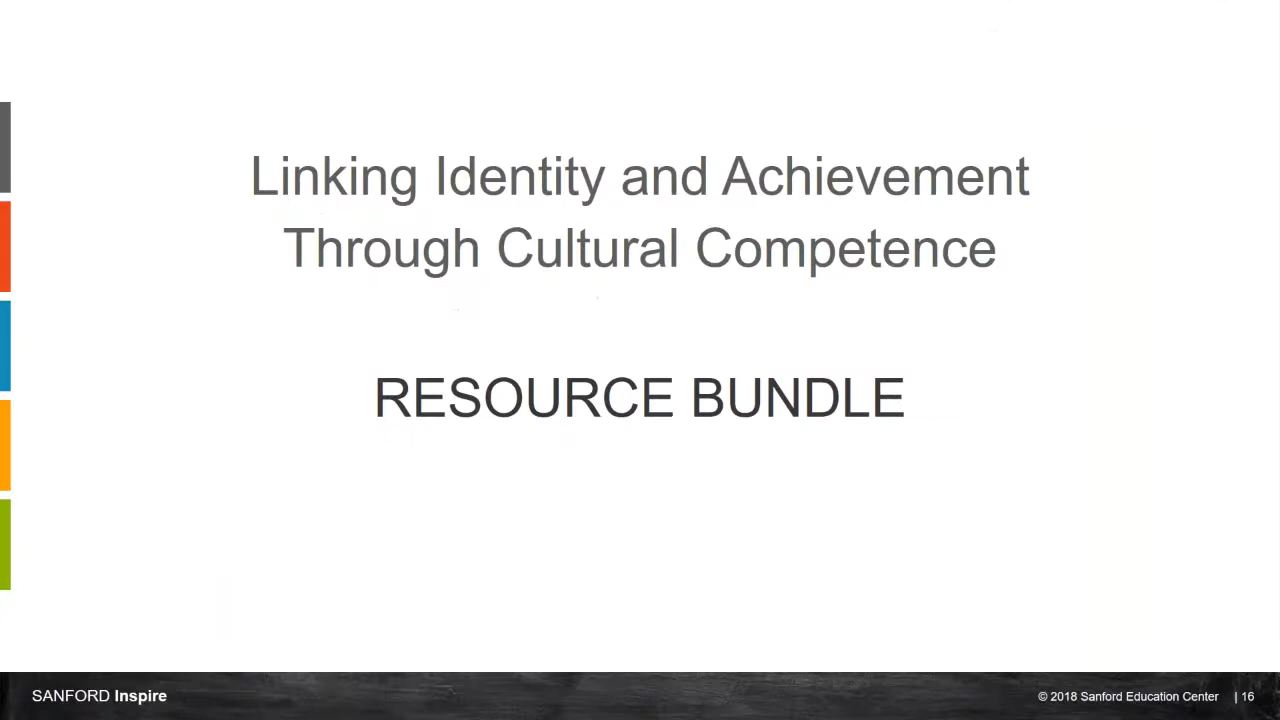 Linking Identity and Achievement
Through Cultural Competence
RESOURCE BUNDLE
SANFORD Inspire
© 2018 Sanford Education Center | 16